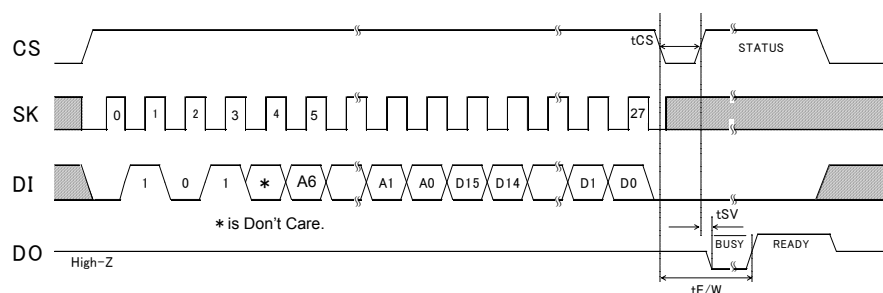 CS
tCS
STATUS
SK
0 1 2 3 4 5 27
DI
1 0 1 * A6 A1 A0 D15 D14 D1 D0
* is Don't Care.
tSV
DO
High-Z
BUSY
READY
tE/W